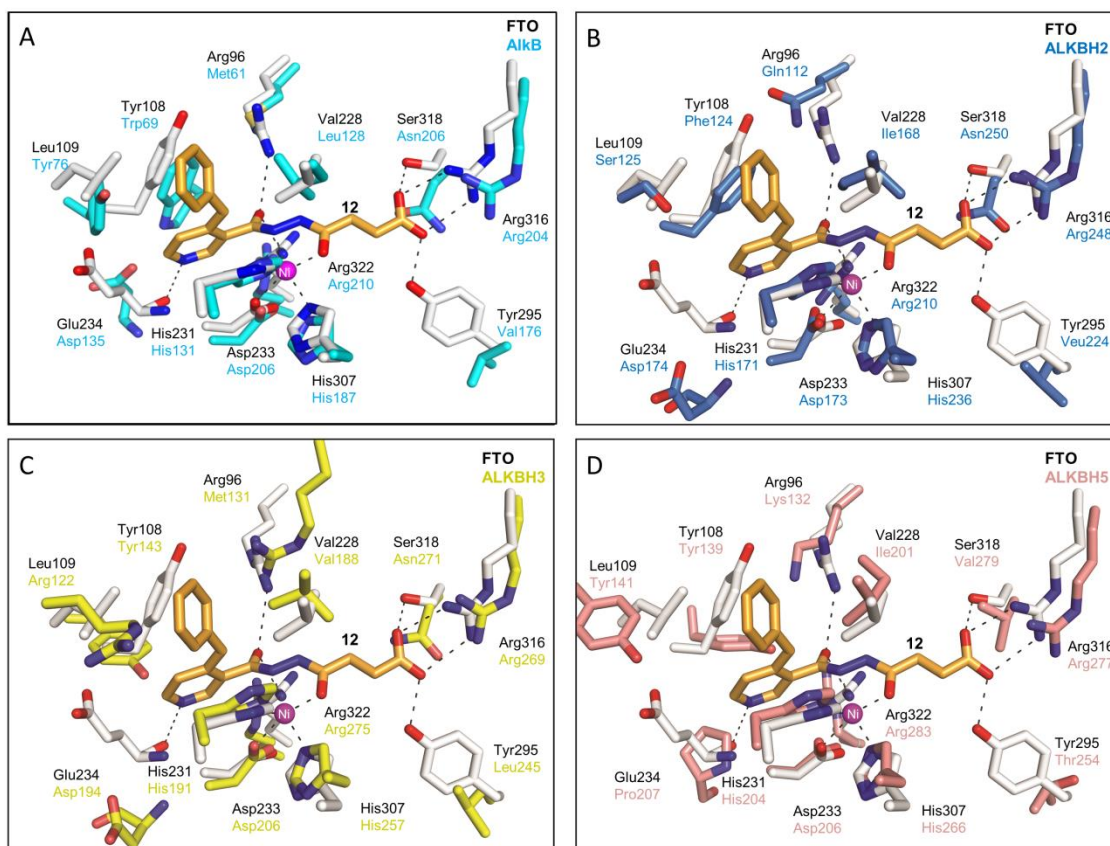 A
FTO
AlkB
Arg96
Met61
Tyr108
Trp69
Val228
Leu128
Ser318
Asn206
Leu109
Tyr76
12
Arg316
Arg204
Ni
Arg322
Arg210
Glu234
Asp135
His231
His131
Tyr295
Val176
Asp233
Asp206
His307
His187
B
FTO
ALKBH2
Arg96
Gln112
Tyr108
Phe124
Val228
Ile168
Ser318
Asn250
Leu109
Ser125
12
Arg316
Arg248
Ni
Arg322
Arg210
Glu234
Asp174
His231
His171
Tyr295
Veu224
Asp233
Asp173
His307
His236
C
FTO
ALKBH3
Arg96
Met131
Tyr108
Tyr143
Val228
Val188
Ser318
Asn271
Leu109
Arg122
12
Arg316
Arg269
Ni
Arg322
Arg275
Glu234
Asp194
His231
His191
Tyr295
Leu245
Asp233
Asp206
His307
His257
D
FTO
ALKBH5
Arg96
Lys132
Tyr108
Tyr139
Val228
Ile201
Ser318
Val279
Leu109
Tyr141
12
Arg316
Arg277
Ni
Arg322
Arg283
Glu234
Pro207
His231
His204
Tyr295
Thr254
Asp233
Asp206
His307
His266